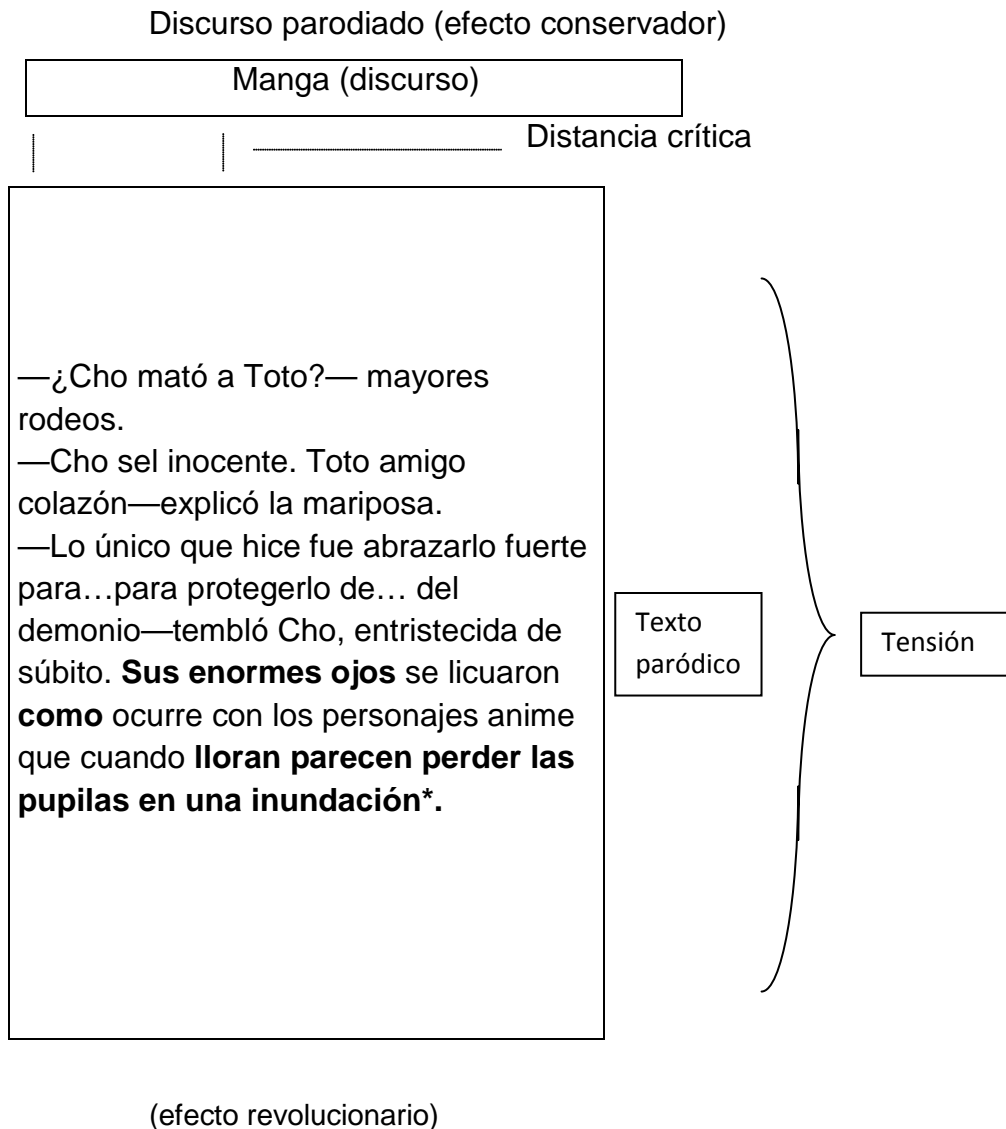 Discurso parodiado (efecto conservador)
Manga (discurso)
Distancia crítica
—¿Cho mató a Toto?— mayores
rodeos.
—Cho sel inocente. Toto amigo
colazón—explicó la mariposa.
—Lo único que hice fue abrazarlo fuerte
para…para protegerlo de… del
demonio—tembló Cho, entristecida de
súbito. Sus enormes ojos se licuaron
como ocurre con los personajes anime
que cuando lloran parecen perder las
pupilas en una inundación*.
Texto
paródico
Tensión
(efecto revolucionario)